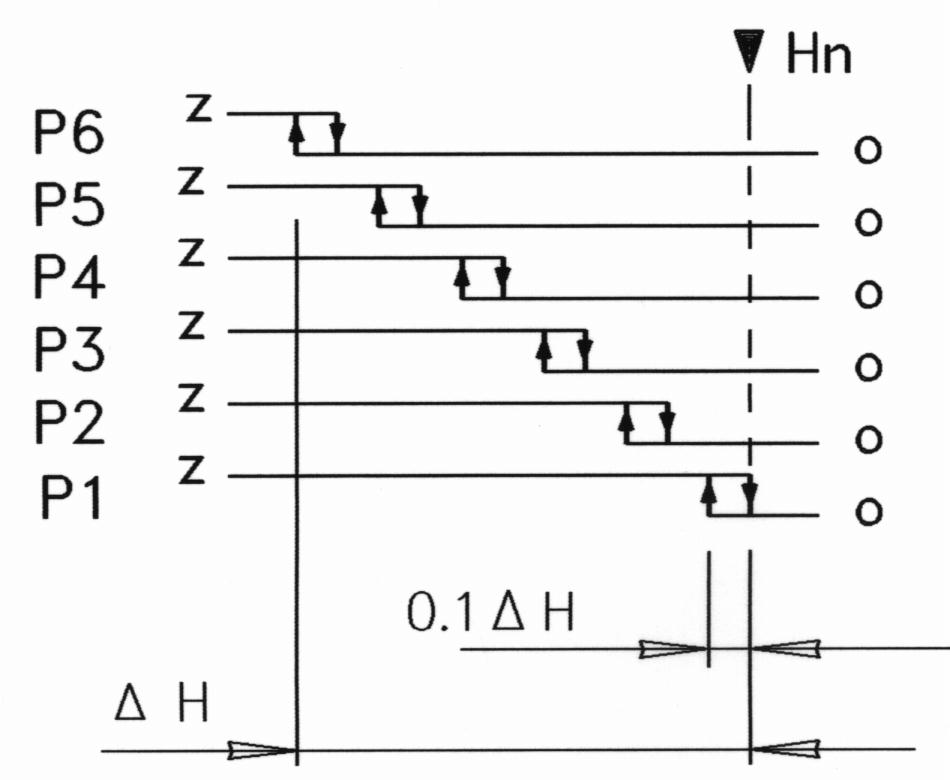 Hn
P6 z o
P5 z o
P4 z o
P3 z o
P2 z o
P1 z o
0.1 Δ H
Δ H